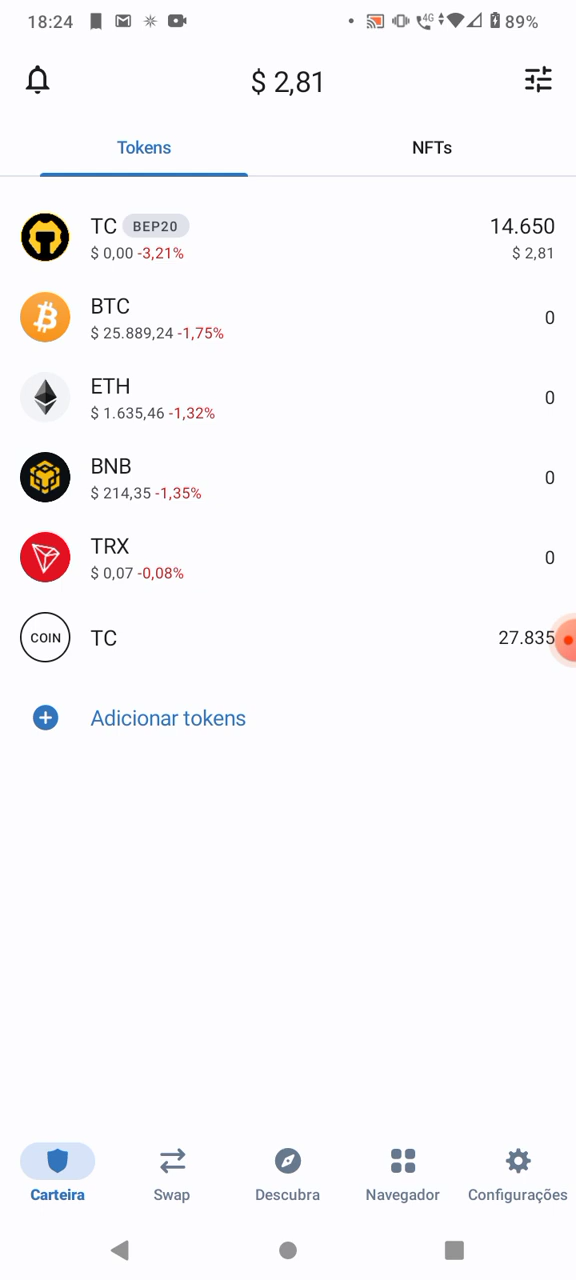 18:24 4G 89%
$ 2,81
Tokens NFTs
TC BEP20 14.650
$ 0,00 -3,21% $ 2,81
BTC
$ 25.889,24 -1,75% 0
ETH
$ 1.635,46 -1,32% 0
BNB
$ 214,35 -1,35% 0
TRX
$ 0,07 -0,08% 0
COIN TC 27.835
Adicionar tokens
Carteira Swap Descubra Navegador Configurações